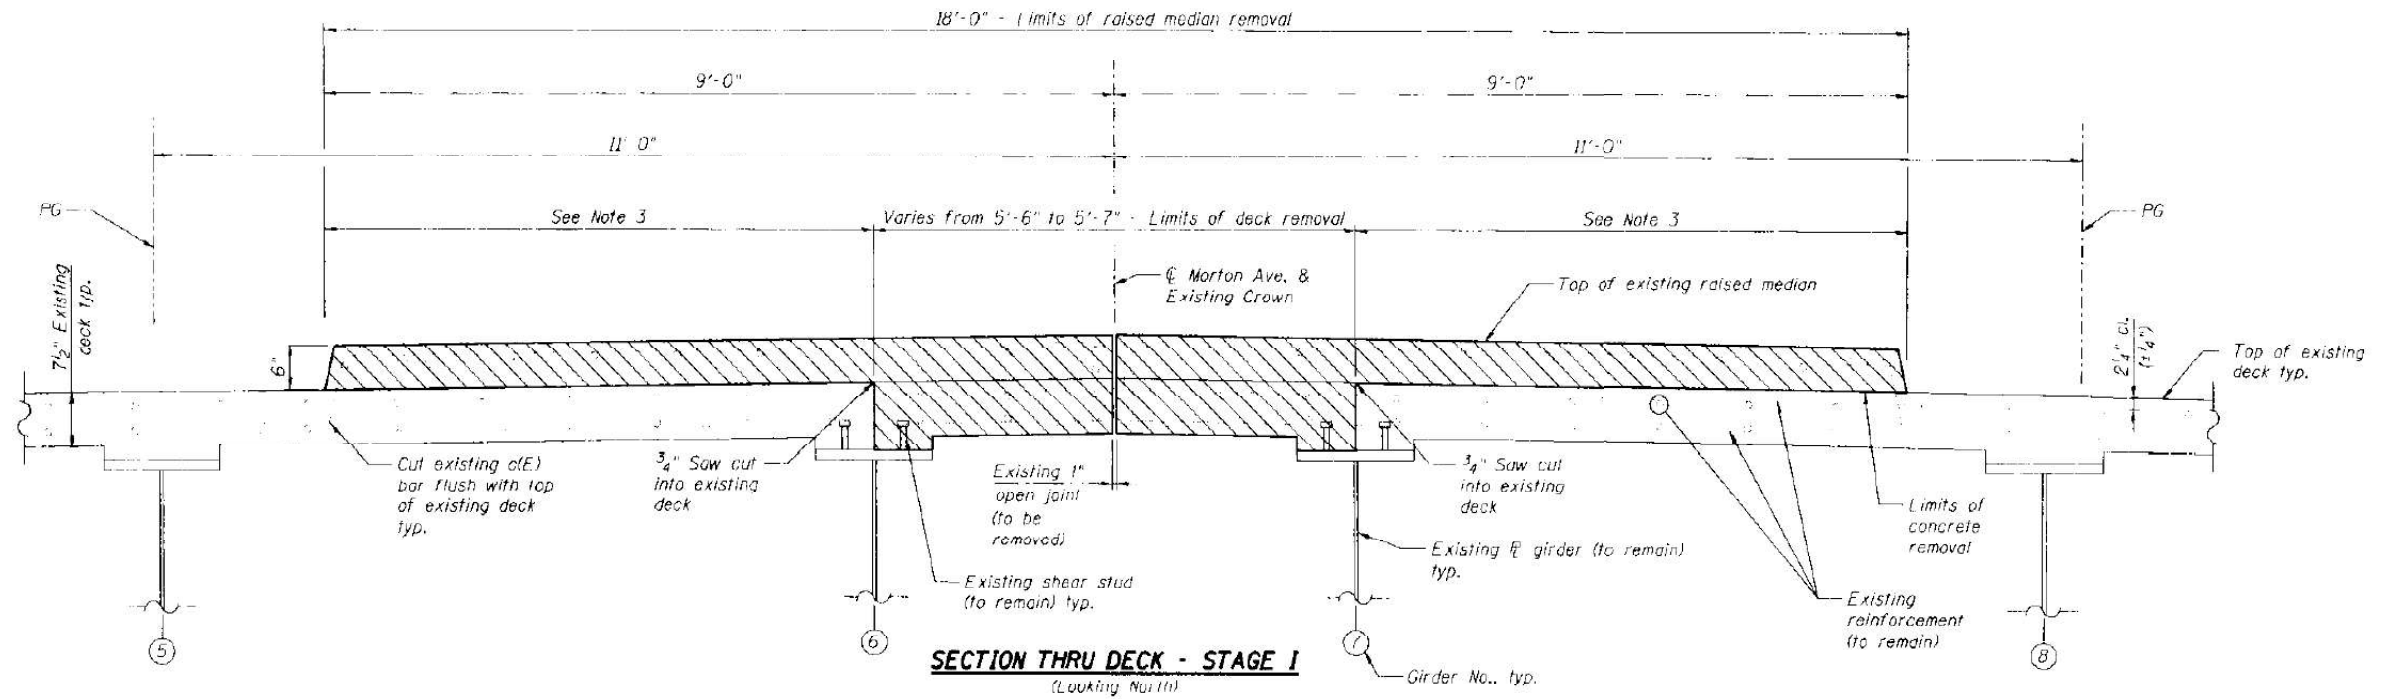 18'-0" - Limits of raised median removal
9'-0"
9'-0"
11'-0"
11'-0"
PG
See Note 3
Varies from 5'-6" to 5'-7" - Limits of deck removal
See Note 3
PG
7½" Existing
deck typ.
℄ Morton Ave. &
Existing Crown
Top of existing raised median
6"
2¼" cl.
(±¼")
Top of existing
deck typ.
Cut existing c(E)
bar flush with top
of existing deck
typ.
¾" Saw cut
into existing
deck
Existing 1"
open joint
(to be
removed)
¾" Saw cut
into existing
deck
Limits of
concrete
removal
Existing ℙL girder (to remain)
typ.
Existing shear stud
(to remain) typ.
Existing
reinforcement
(to remain)
5
6
7
8
SECTION THRU DECK - STAGE I
(Looking North)
Girder No., typ.